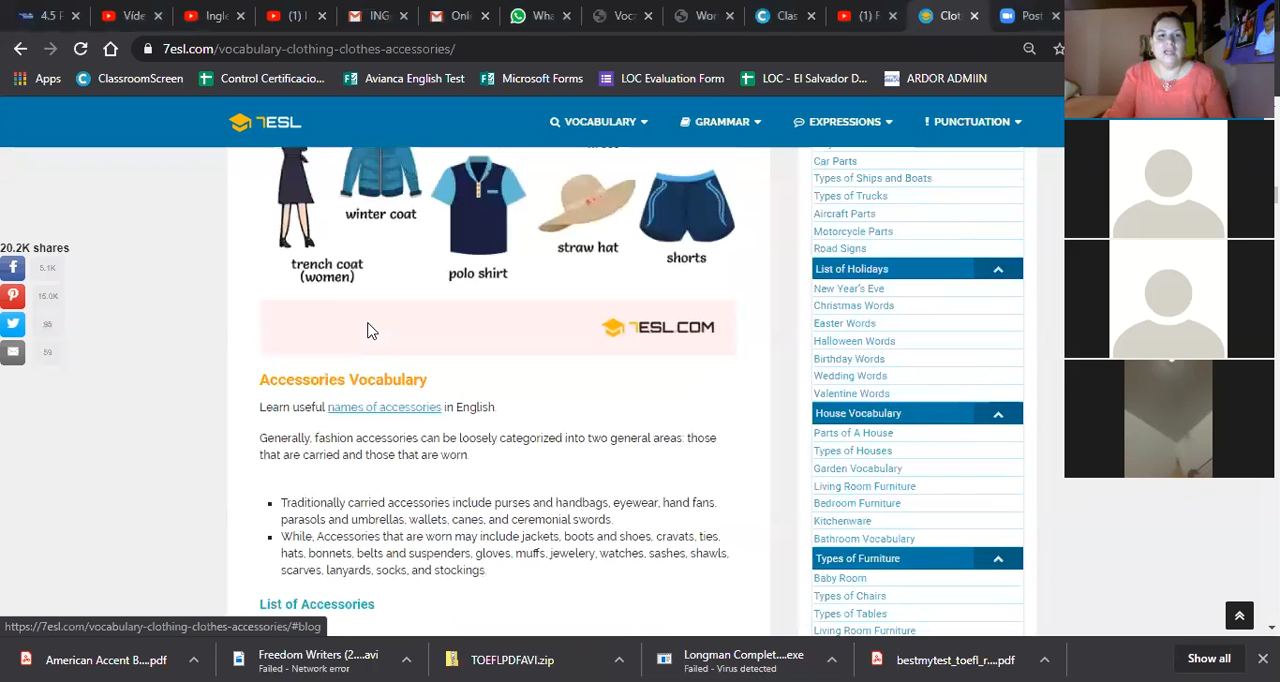 4.5 F
Víde
Ingle
(1)
ING
Onl
Wha
Voc
Wor
Clas
(1) F
Clot
Post
7esl.com/vocabulary-clothing-clothes-accessories/
Apps
ClassroomScreen
Control Certificacio...
Avianca English Test
Microsoft Forms
LOC Evaluation Form
LOC - El Salvador D...
ARDOR ADMIIN
7ESL
VOCABULARY
GRAMMAR
EXPRESSIONS
PUNCTUATION
winter coat
straw hat
shorts
trench coat
(women)
polo shirt
7ESL.COM
20.2K shares
5.1K
15.0K
95
59
Accessories Vocabulary
Learn useful names of accessories in English.
Generally, fashion accessories can be loosely categorized into two general areas: those
that are carried and those that are worn.
Traditionally carried accessories include purses and handbags, eyewear, hand fans,
parasols and umbrellas, wallets, canes, and ceremonial swords.
While, Accessories that are worn may include jackets, boots and shoes, cravats, ties,
hats, bonnets, belts and suspenders, gloves, muffs, jewelery, watches, sashes, shawls,
scarves, lanyards, socks, and stockings.
List of Accessories
Car Parts
Types of Ships and Boats
Types of Trucks
Aircraft Parts
Motorcycle Parts
Road Signs
List of Holidays
New Year's Eve
Christmas Words
Easter Words
Halloween Words
Birthday Words
Wedding Words
Valentine Words
House Vocabulary
Parts of A House
Types of Houses
Garden Vocabulary
Living Room Furniture
Bedroom Furniture
Kitchenware
Bathroom Vocabulary
Types of Furniture
Baby Room
Types of Chairs
Types of Tables
Living Room Furniture
https://7esl.com/vocabulary-clothing-clothes-accessories/#blog
American Accent B....pdf
Freedom Writers (2....avi
Failed - Network error
TOEFLPDFAVI.zip
Longman Complet....exe
Failed - Virus detected
bestmytest_toefl_r....pdf
Show all